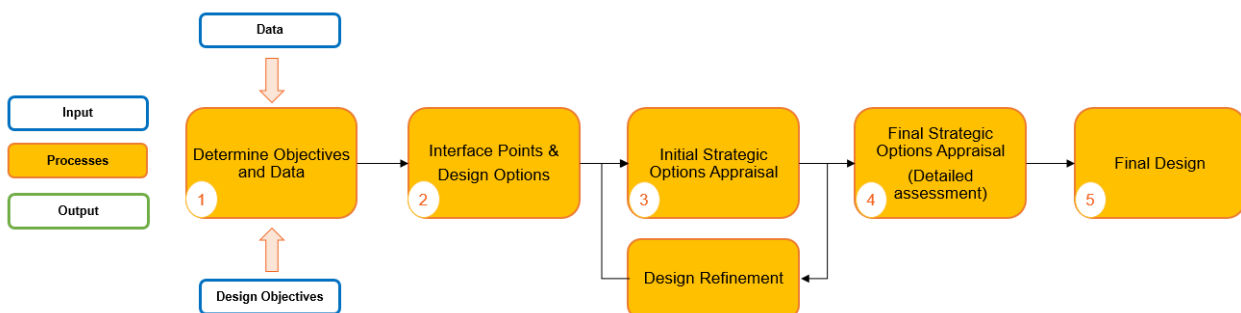 Data
Input
Processes
Output
Determine Objectives
and Data
1
Interface Points &
Design Options
2
Initial Strategic
Options Appraisal
3
Final Strategic
Options Appraisal
(Detailed
assessment)
4
Final Design
5
Design Refinement
Design Objectives